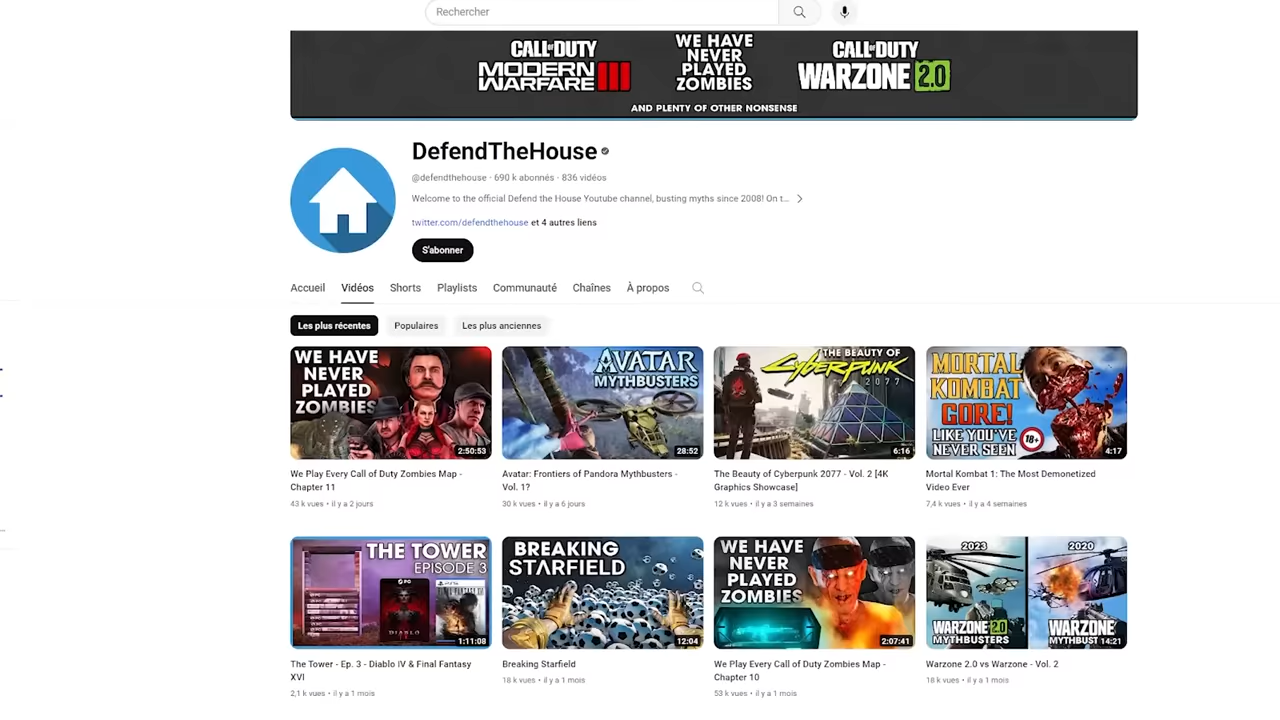 Rechercher
CALL OF DUTY
MODERN
WARFARE III
WE HAVE
NEVER
PLAYED
ZOMBIES
CALL OF DUTY
WARZONE 2.0
AND PLENTY OF OTHER NONSENSE
DefendTheHouse
@defendthehouse · 690 k abonnés · 836 vidéos
Welcome to the official Defend the House Youtube channel, busting myths since 2008! On t...
twitter.com/defendthehouse et 4 autres liens
S'abonner
Accueil Vidéos Shorts Playlists Communauté Chaînes À propos
Les plus récentes Populaires Les plus anciennes
WE HAVE
NEVER
PLAYED
ZOMBIES
2:50:53
AVATAR
MYTHBUSTERS
28:52
THE BEAUTY OF
Cyberpunk
2077
6:16
MORTAL
KOMBAT
GORE!
LIKE YOU'VE
NEVER SEEN
18+
4:17
We Play Every Call of Duty Zombies Map -
Chapter 11
43 k vues • il y a 2 jours
Avatar: Frontiers of Pandora Mythbusters -
Vol. 1?
30 k vues • il y a 6 jours
The Beauty of Cyberpunk 2077 - Vol. 2 [4K
Graphics Showcase]
12 k vues • il y a 3 semaines
Mortal Kombat 1: The Most Demonetized
Video Ever
7,4 k vues • il y a 4 semaines
THE TOWER
EPISODE 3
PC
DIABLO
1:11:08
BREAKING
STARFIELD
12:04
WE HAVE
NEVER
PLAYED
ZOMBIES
2:07:41
2023
WARZONE 2.0
MYTHBUSTERS
2020
WARZONE
MYTHBUST
14:21
The Tower - Ep. 3 - Diablo IV & Final Fantasy
XVI
2,1 k vues • il y a 1 mois
Breaking Starfield
18 k vues • il y a 1 mois
We Play Every Call of Duty Zombies Map -
Chapter 10
53 k vues • il y a 1 mois
Warzone 2.0 vs Warzone - Vol. 2
18 k vues • il y a 1 mois